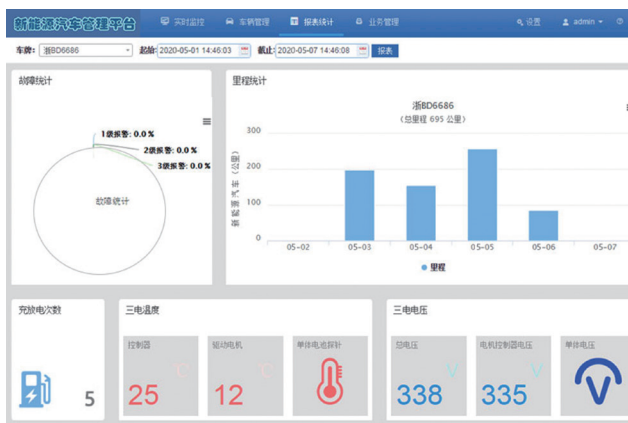 新能源汽车管理平台 实时监控 车辆管理 报表统计 业务管理 设置 admin
车牌: 浙BD6686 起始: 2020-05-01 14:46:03 截止: 2020-05-07 14:46:08 报表
故障统计
1级报警: 0.0 %
2级报警: 0.0 %
3级报警: 0.0 %
故障统计
里程统计
浙BD6686
(总里程 695 公里)
新能源汽车（公里）
300
200
100
0
05-02 05-03 05-04 05-05 05-06 05-07
里程
充放电次数
5
三电温度
控制器 驱动电机 单体电池探针
℃ ℃
25 12
三电电压
总电压 电机控制器电压 单体电压
V V V
338 335